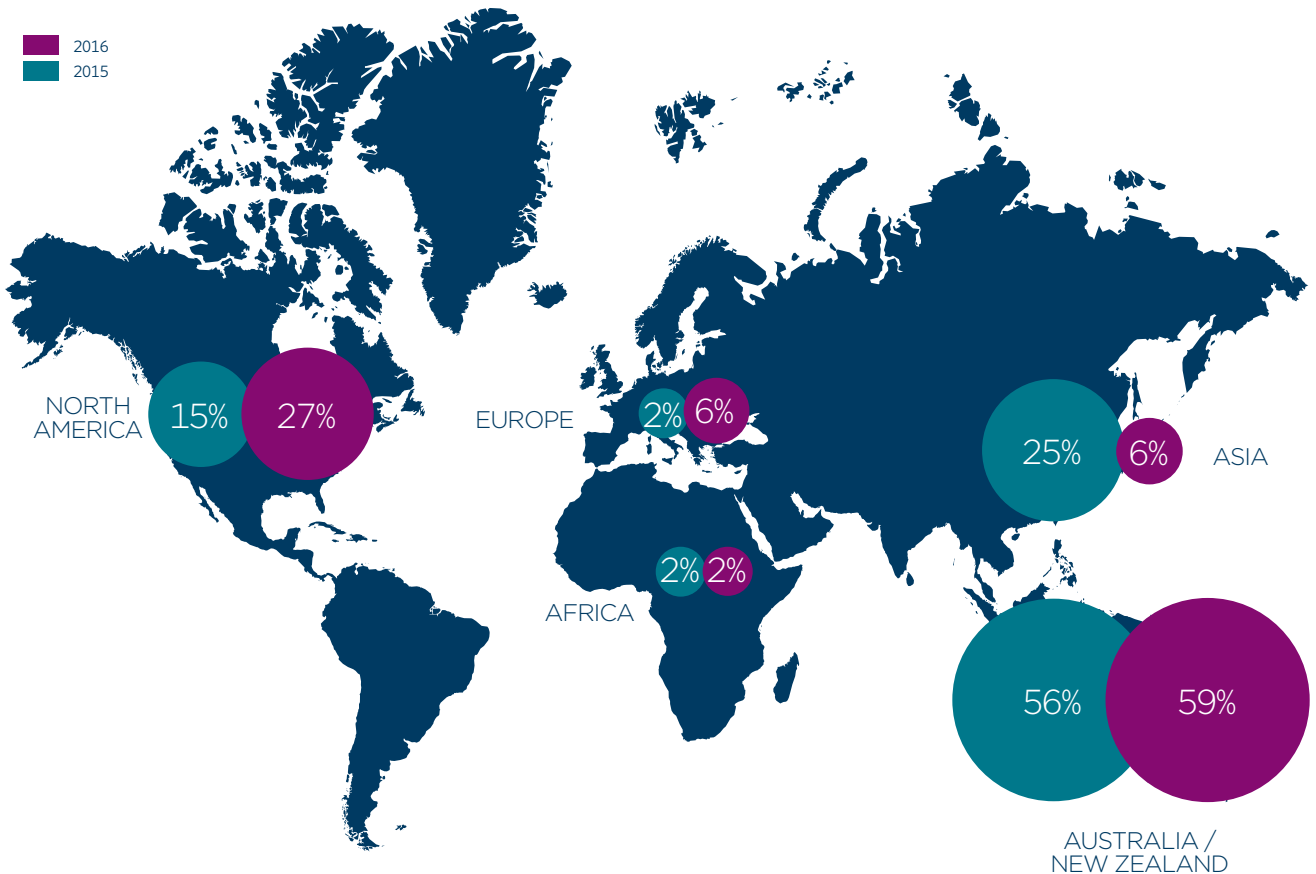 2016
2015
NORTH
AMERICA
15%
27%
EUROPE
2%
6%
25%
6%
ASIA
AFRICA
2%
2%
56%
59%
AUSTRALIA /
NEW ZEALAND